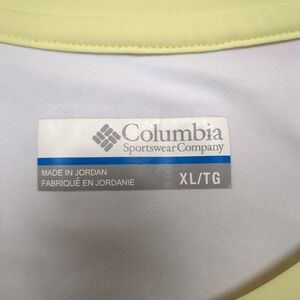 Columbia
Sportswear Company
MADE IN JORDAN
FABRIQUÉ EN JORDANIE
XL/TG